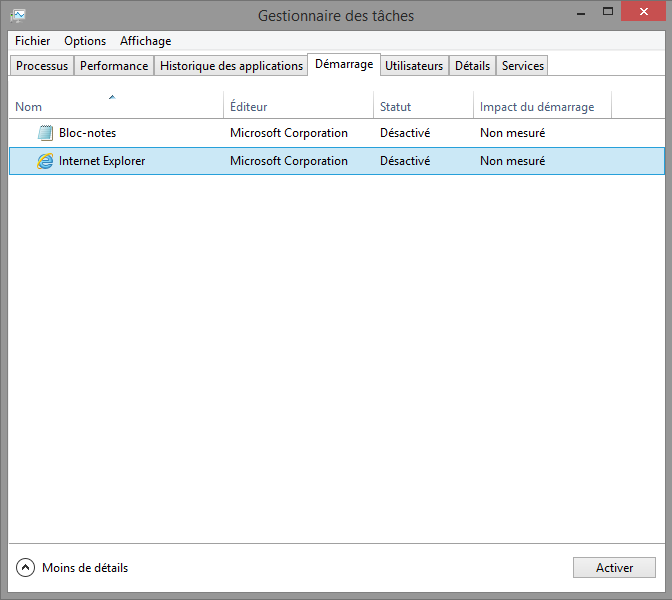 Gestionnaire des tâches
Fichier Options Affichage
Processus Performance Historique des applications Démarrage Utilisateurs Détails Services
Nom Éditeur Statut Impact du démarrage
Bloc-notes Microsoft Corporation Désactivé Non mesuré
Internet Explorer Microsoft Corporation Désactivé Non mesuré
Moins de détails Activer